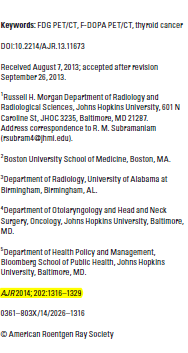 Keywords: FDG PET/CT, F-DOPA PET/CT, thyroid cancer
DOI:10.2214/AJR.13.11673
Received August 7, 2013; accepted after revision
September 26, 2013.
1Russell H. Morgan Department of Radiology and
Radiological Sciences, Johns Hopkins University, 601 N
Caroline St, JHOC 3235, Baltimore, MD 21287.
Address correspondence to R. M. Subramaniam
(rsubram4@jhmi.edu).
2Boston University School of Medicine, Boston, MA.
3Department of Radiology, University of Alabama at
Birmingham, Birmingham, AL.
4Department of Otolaryngology and Head and Neck
Surgery, Oncology, Johns Hopkins University, Baltimore,
MD.
5Department of Health Policy and Management,
Bloomberg School of Public Health, Johns Hopkins
University, Baltimore, MD.
AJR 2014; 202:1316–1329
0361–803X/14/2026–1316
© American Roentgen Ray Society